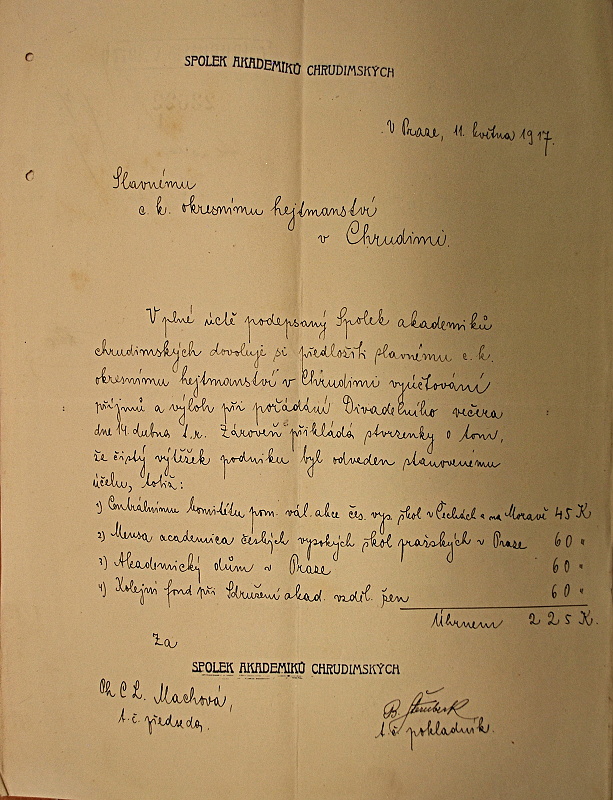 SPOLEK AKADEMIKŮ CHRUDIMSKÝCH
V Praze, 11. května 1917.
Slavnému
c. k. okresnímu hejtmanství
v Chrudimi.
V plné úctě podepsaný Spolek akademiků
chrudimských dovoluje si předložiti slavnému c. k.
okresnímu hejtmanství v Chrudimi vyúčtování
příjmů a výloh při pořádání Divadelního večera
dne 14. dubna t. r. Zároveň přikládá stvrzenky o tom,
že čistý výtěžek podniku byl odveden stanovenému
účelu, totiž:
1) Centrálnímu komitétu pom. vál. akce čes. vys. škol v Čechách a na Moravě 45 K
2) Mensa academica českých vysokých škol pražských v Praze 60 "
3) Akademický dům v Praze 60 "
4) Kolejní fond při Sdružení akad. vzděl. žen 60 "
Úhrnem 225 K.
Za
SPOLEK AKADEMIKŮ CHRUDIMSKÝCH
Ph C L. Machová,
t. č. předseda.
B.
t. č. pokladník.